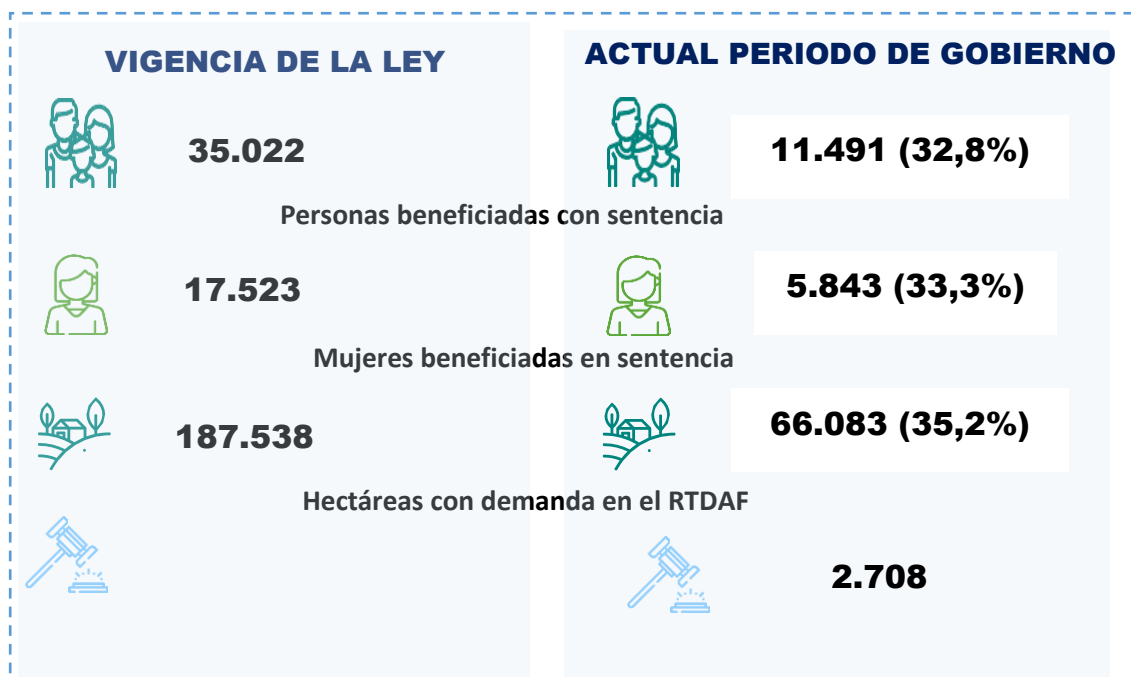 VIGENCIA DE LA LEY
ACTUAL PERIODO DE GOBIERNO
35.022
11.491 (32,8%)
Personas beneficiadas con sentencia
17.523
5.843 (33,3%)
Mujeres beneficiadas en sentencia
187.538
66.083 (35,2%)
Hectáreas con demanda en el RTDAF
2.708